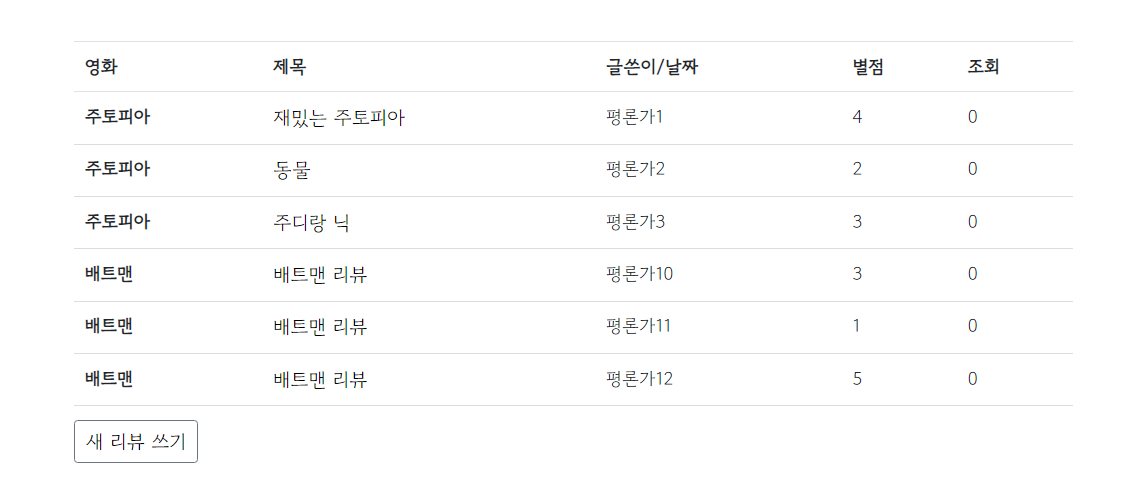 영화 제목 글쓴이/날짜 별점 조회
주토피아 재밌는 주토피아 평론가1 4 0
주토피아 동물 평론가2 2 0
주토피아 주디랑 닉 평론가3 3 0
배트맨 배트맨 리뷰 평론가10 3 0
배트맨 배트맨 리뷰 평론가11 1 0
배트맨 배트맨 리뷰 평론가12 5 0
새 리뷰 쓰기